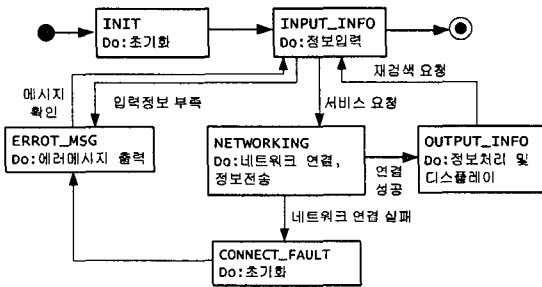 INIT
Do:초기화
INPUT_INFO
Do:정보입력
메시지
확인
입력정보 부족
서비스 요청
재검색 요청
ERROT_MSG
Do:에러메시지 출력
NETWORKING
Do:네트워크 연결,
정보전송
연결
성공
OUTPUT_INFO
Do:정보처리 및
디스플레이
네트워크 연결 실패
CONNECT_FAULT
Do:초기화